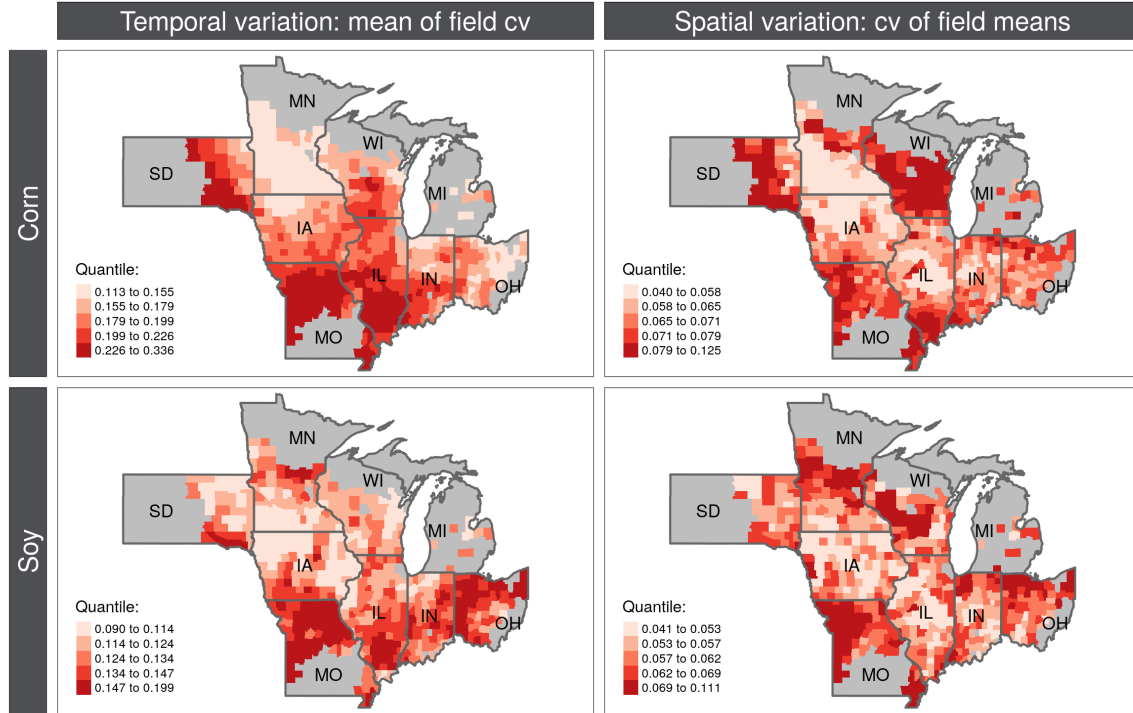 Temporal variation: mean of field cv
Spatial variation: cv of field means
Corn
MN
WI
SD
MI
IA
IL
IN
OH
MO
Quantile:
0.113 to 0.155
0.155 to 0.179
0.179 to 0.199
0.199 to 0.226
0.226 to 0.336
MN
WI
SD
MI
IA
IL
IN
OH
MO
Quantile:
0.040 to 0.058
0.058 to 0.065
0.065 to 0.071
0.071 to 0.079
0.079 to 0.125
Soy
MN
WI
SD
MI
IA
IL
IN
OH
MO
Quantile:
0.090 to 0.114
0.114 to 0.124
0.124 to 0.134
0.134 to 0.147
0.147 to 0.199
MN
WI
SD
MI
IA
IL
IN
OH
MO
Quantile:
0.041 to 0.053
0.053 to 0.057
0.057 to 0.062
0.062 to 0.069
0.069 to 0.111